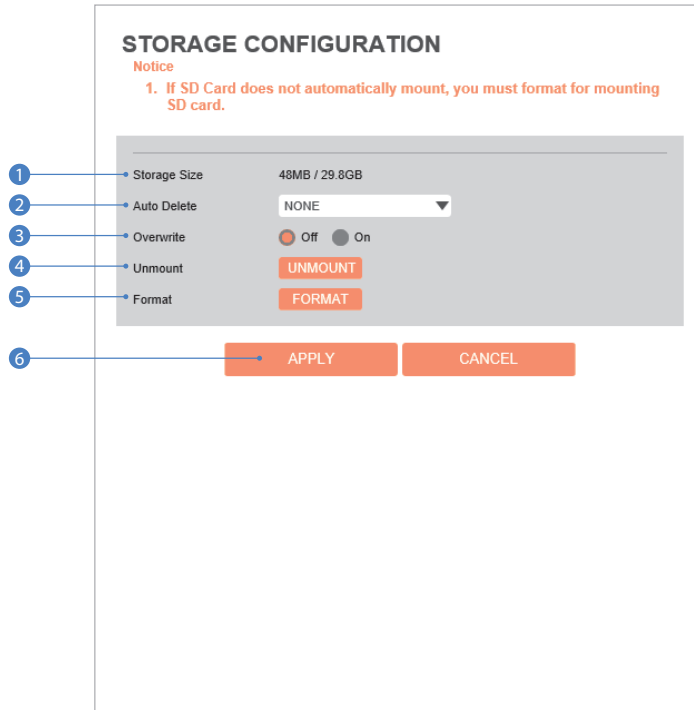 STORAGE CONFIGURATION
Notice
1. If SD Card does not automatically mount, you must format for mounting
SD card.
1 Storage Size 48MB / 29.8GB
2 Auto Delete NONE
3 Overwrite Off On
4 Unmount UNMOUNT
5 Format FORMAT
6 APPLY CANCEL